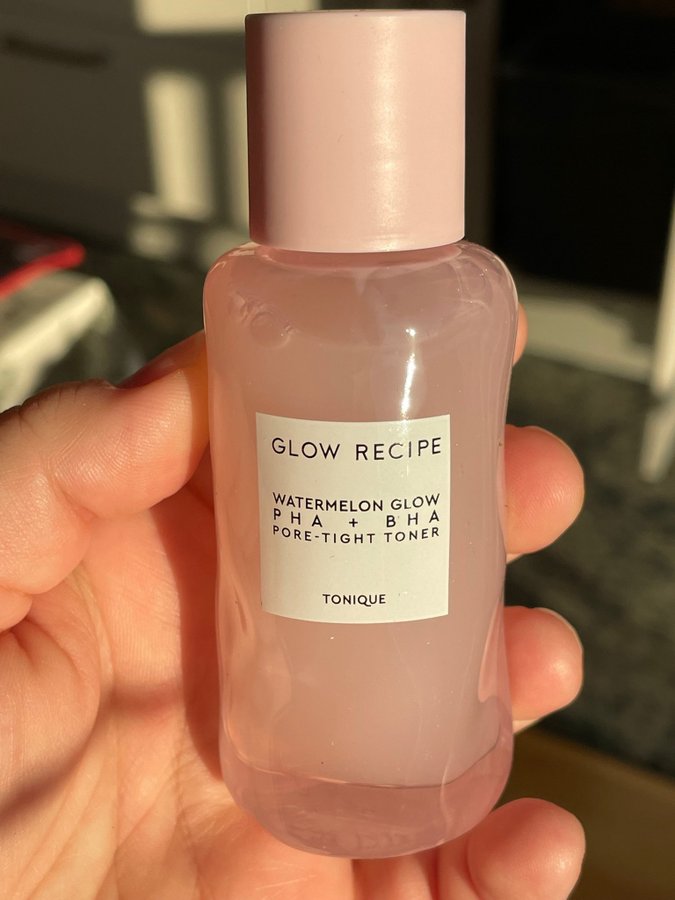 GLOW RECIPE
WATERMELON GLOW
PHA + BHA
PORE-TIGHT TONER
TONIQUE